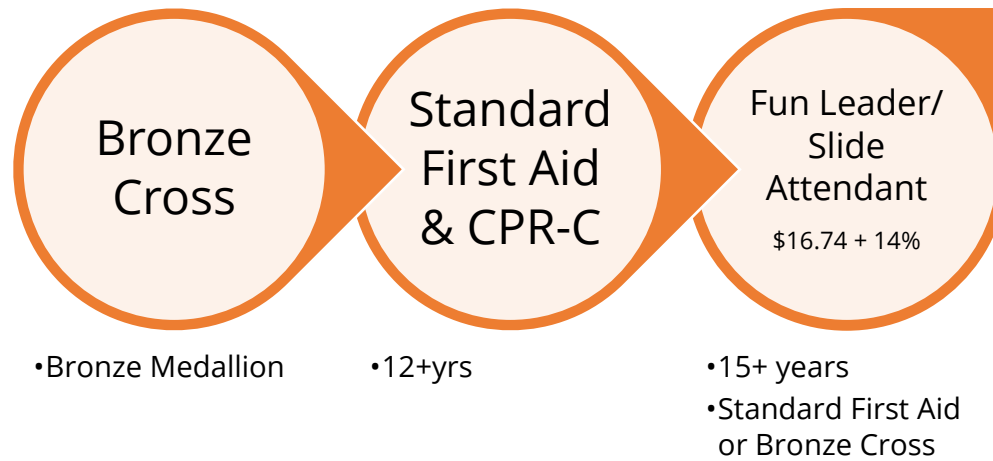 Bronze
Cross
Standard
First Aid
& CPR-C
Fun Leader/
Slide
Attendant
$16.74 + 14%
•Bronze Medallion
•12+yrs
•15+ years
•Standard First Aid
or Bronze Cross